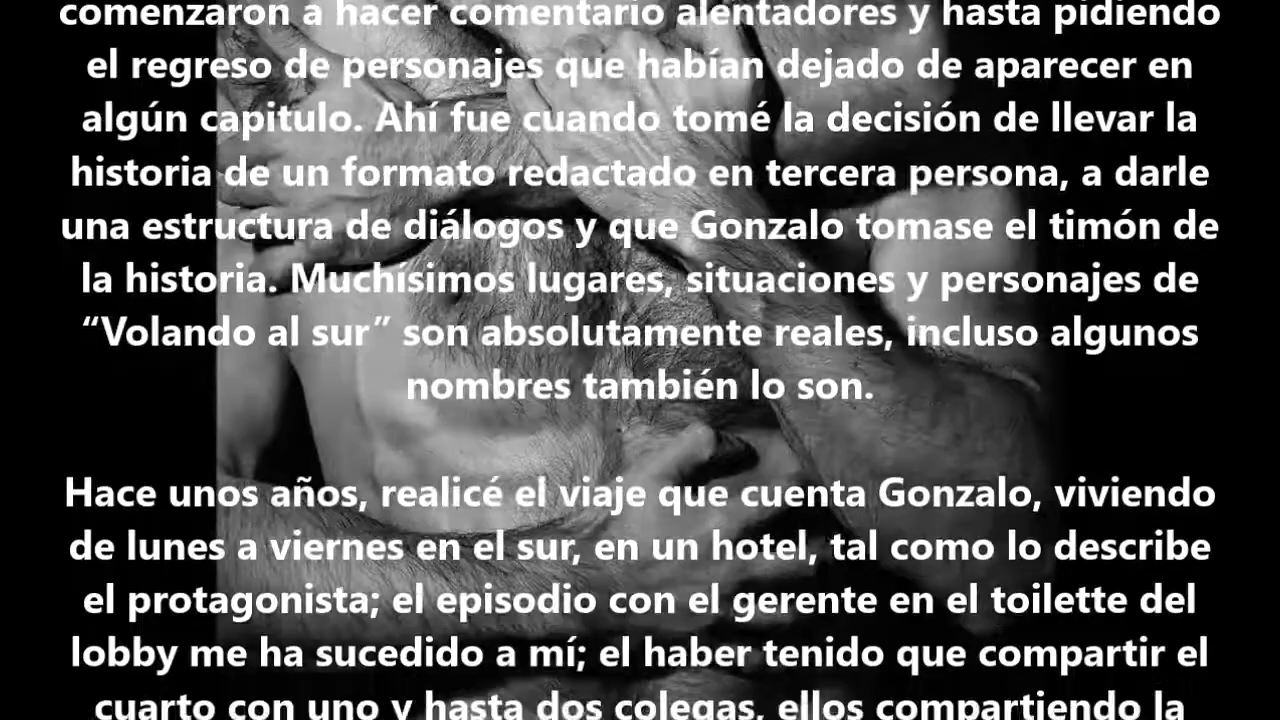 comenzaron a hacer comentario alentadores y hasta pidiendo
el regreso de personajes que habían dejado de aparecer en
algún capitulo. Ahí fue cuando tomé la decisión de llevar la
historia de un formato redactado en tercera persona, a darle
una estructura de diálogos y que Gonzalo tomase el timón de
la historia. Muchísimos lugares, situaciones y personajes de
“Volando al sur” son absolutamente reales, incluso algunos
nombres también lo son.
Hace unos años, realicé el viaje que cuenta Gonzalo, viviendo
de lunes a viernes en el sur, en un hotel, tal como lo describe
el protagonista; el episodio con el gerente en el toilette del
lobby me ha sucedido a mí; el haber tenido que compartir el
cuarto con uno y hasta dos colegas, ellos compartiendo la